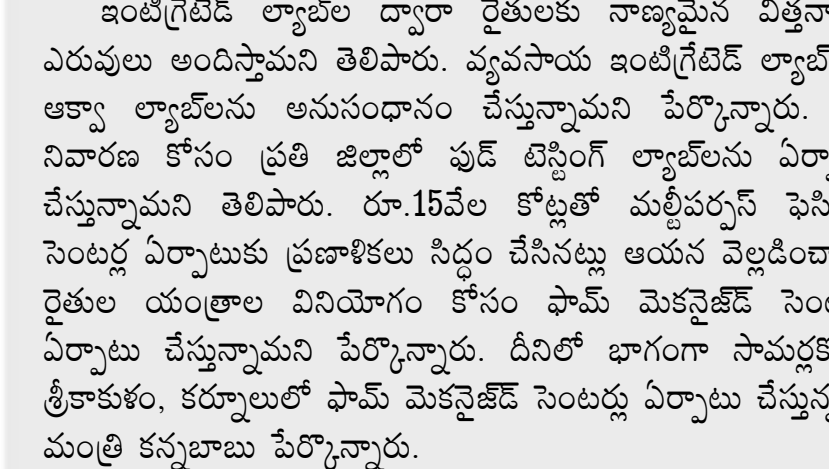 ఇంటిగ్రేటెడ్ ల్యాబ్‌ల ద్వారా రైతులకు నాణ్యమైన విత్తనా
ఎరువులు అందిస్తామని తెలిపారు. వ్యవసాయ ఇంటిగ్రేటెడ్ ల్యాబ్
ఆక్వా ల్యాబ్‌లను అనుసంధానం చేస్తున్నామని పేర్కొన్నారు.
నివారణ కోసం ప్రతి జిల్లాలో ఫుడ్ టెస్టింగ్ ల్యాబ్‌లను ఏర్పా
చేస్తున్నామని తెలిపారు. రూ.15వేల కోట్లతో మల్టీపర్పస్ ఫెసి
సెంటర్ల ఏర్పాటుకు ప్రణాళికలు సిద్ధం చేసినట్లు ఆయన వెల్లడించా
రైతుల యంత్రాల వినియోగం కోసం ఫామ్ మెకనైజ్‌డ్ సెం
ఏర్పాటు చేస్తున్నామని పేర్కొన్నారు. దీనిలో భాగంగా సామర్లకో
శ్రీకాకుళం, కర్నూలులో ఫామ్ మెకనైజ్‌డ్ సెంటర్లు ఏర్పాటు చేస్తున్న
మంత్రి కన్నబాబు పేర్కొన్నారు.